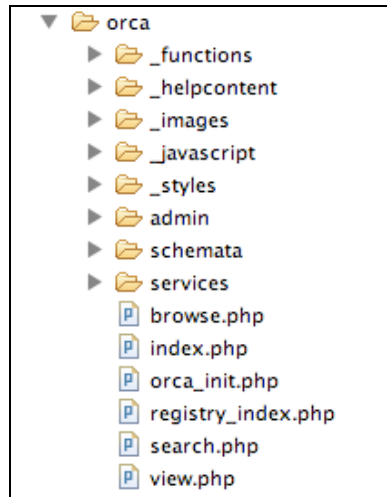 orca
_functions
_helpcontent
_images
_javascript
_styles
admin
schemata
services
browse.php
index.php
orca_init.php
registry_index.php
search.php
view.php